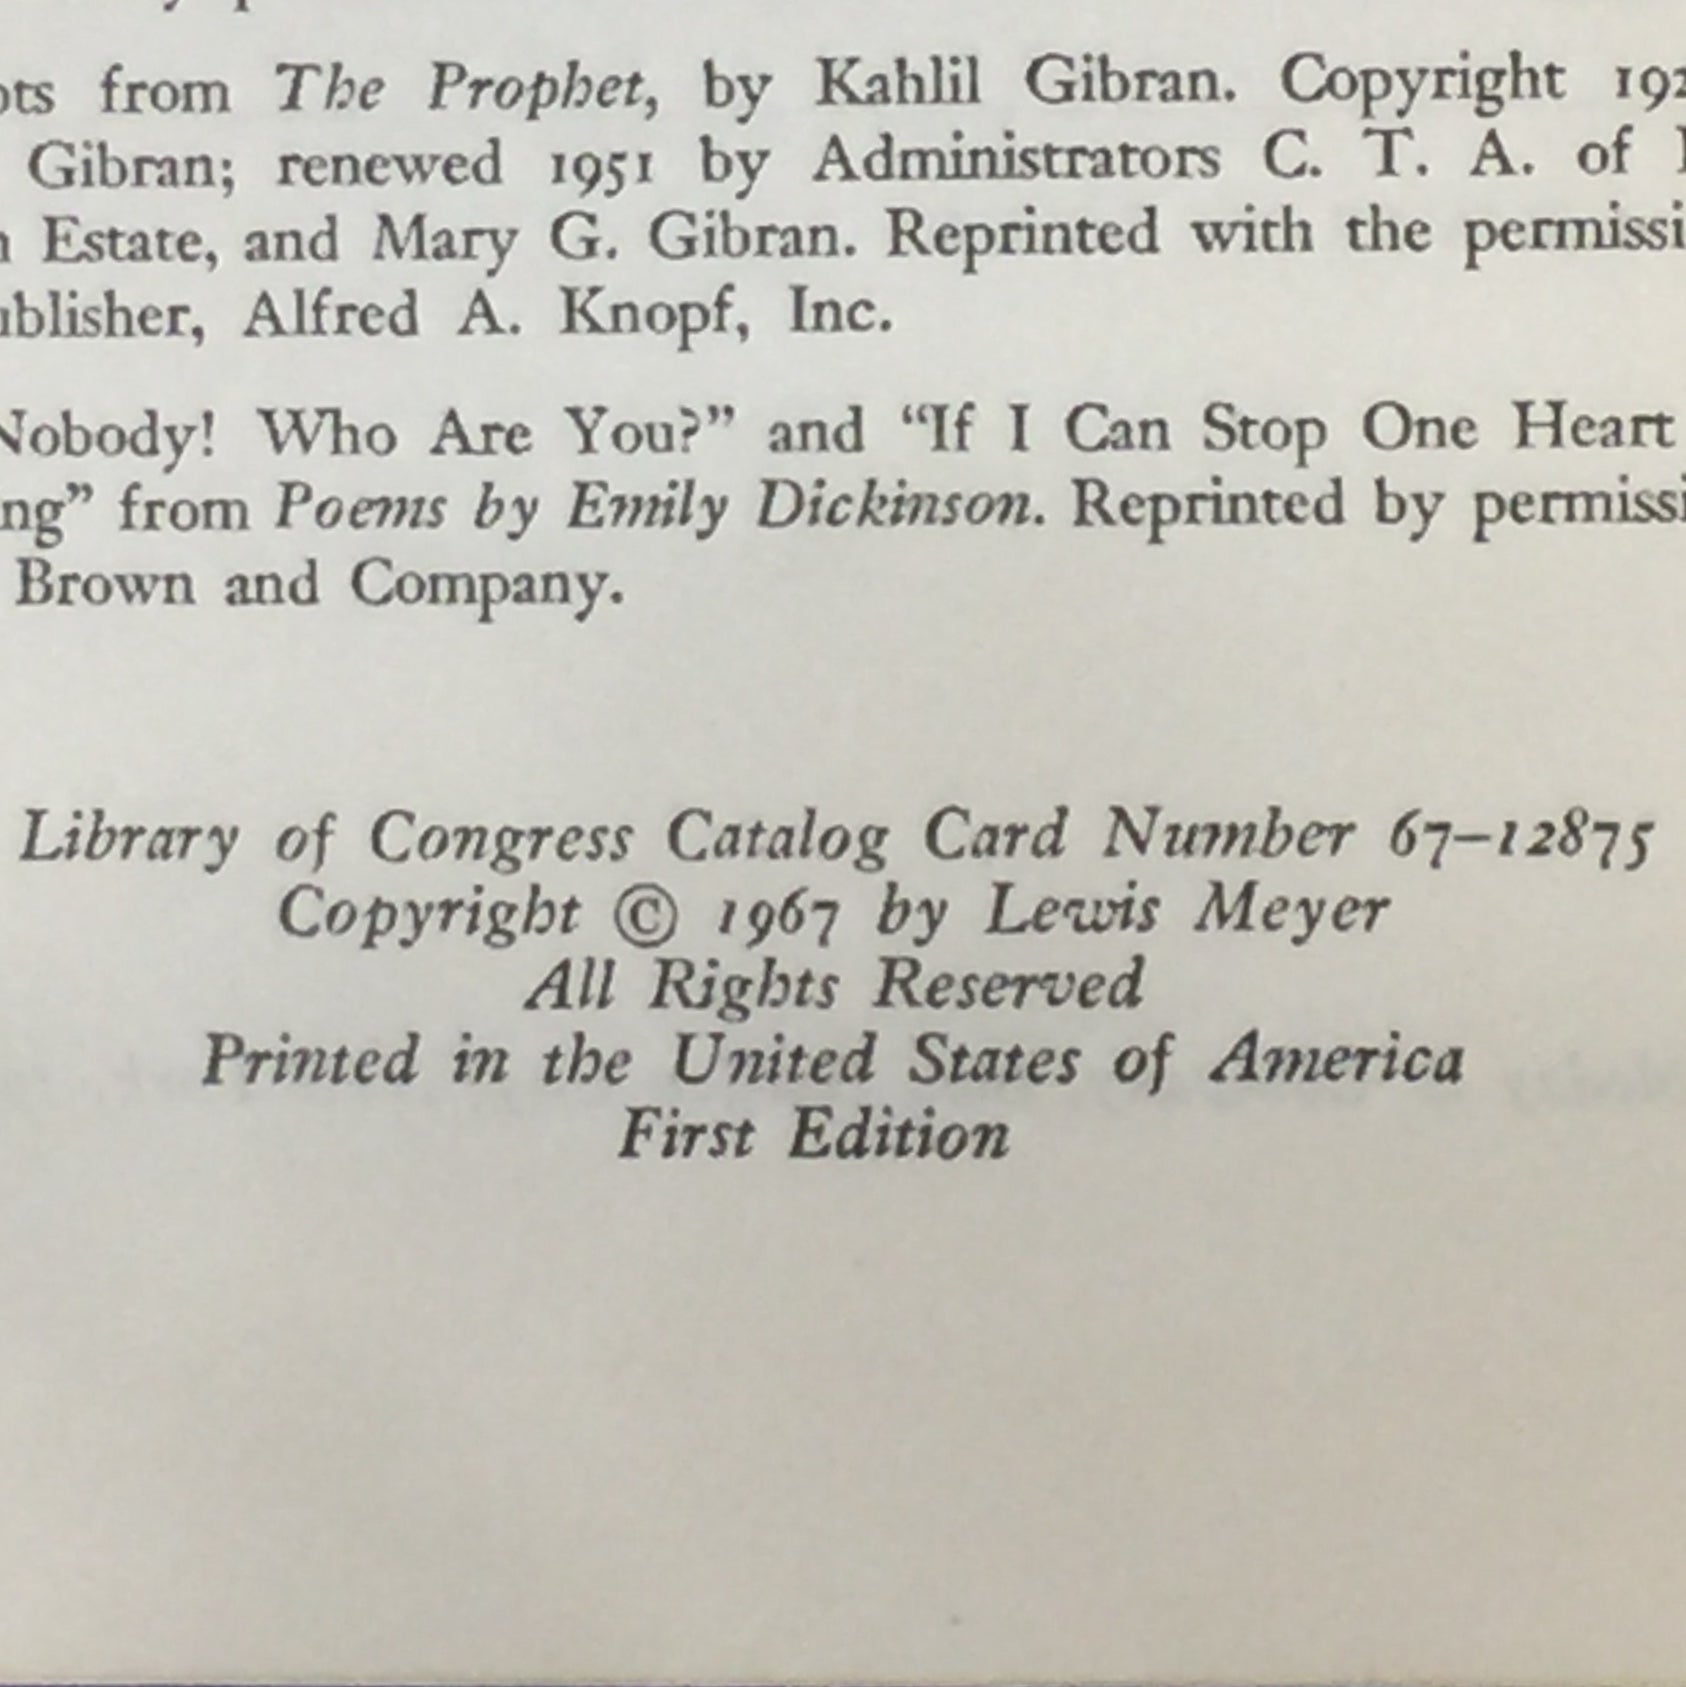 from The Prophet, by Kahlil Gibran. Copyright
Gibran; renewed 1951 by Administrators C. T. A. of
Estate, and Mary G. Gibran. Reprinted with the
Alfred A. Knopf, Inc.
Nobody! Who Are You?” and “If I Can Stop One Heart
from Poems by Emily Dickinson. Reprinted by
Brown and Company.
Library of Congress Catalog Card Number 67–12875
Copyright © 1967 by Lewis Meyer
All Rights Reserved
Printed in the United States of America
First Edition